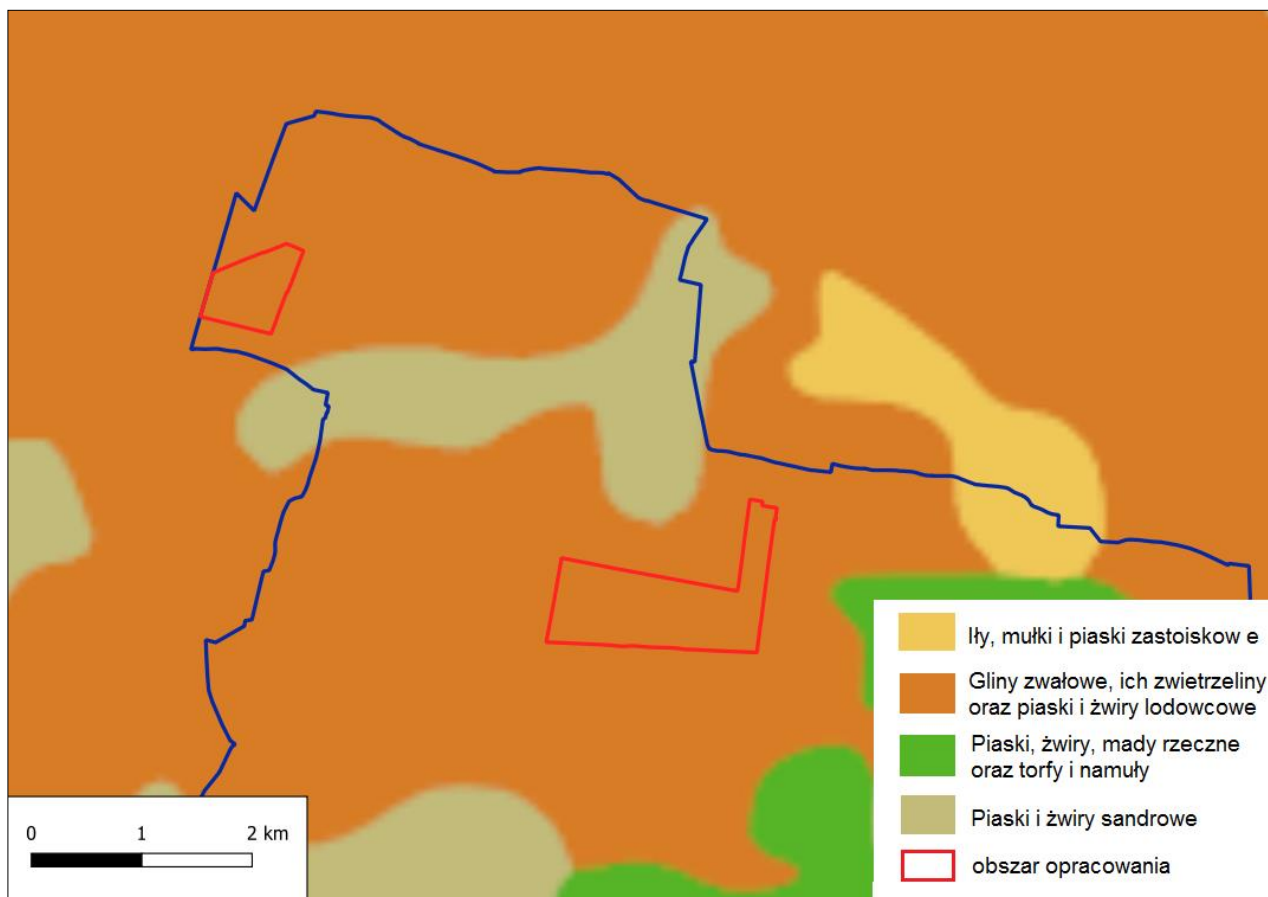 Iły, mułki i piaski zastoiskow e
Gliny zwałowe, ich zwietrzeliny
oraz piaski i żwiry lodowcowe
Piaski, żwiry, mady rzeczne
oraz torfy i namuły
Piaski i żwiry sandrowe
obszar opracowania
0 1 2 km